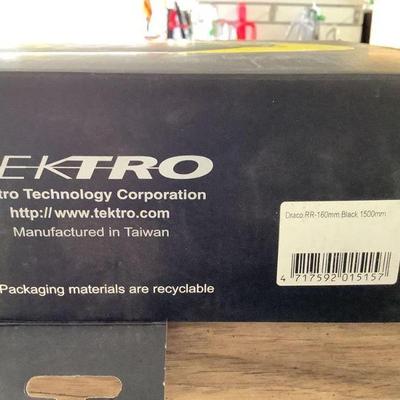 EKTRO
tro Technology Corporation
http://www.tektro.com
Manufactured in Taiwan
Packaging materials are recyclable
Draco,RR-160mm,Black,1500mm
4 717592 015157